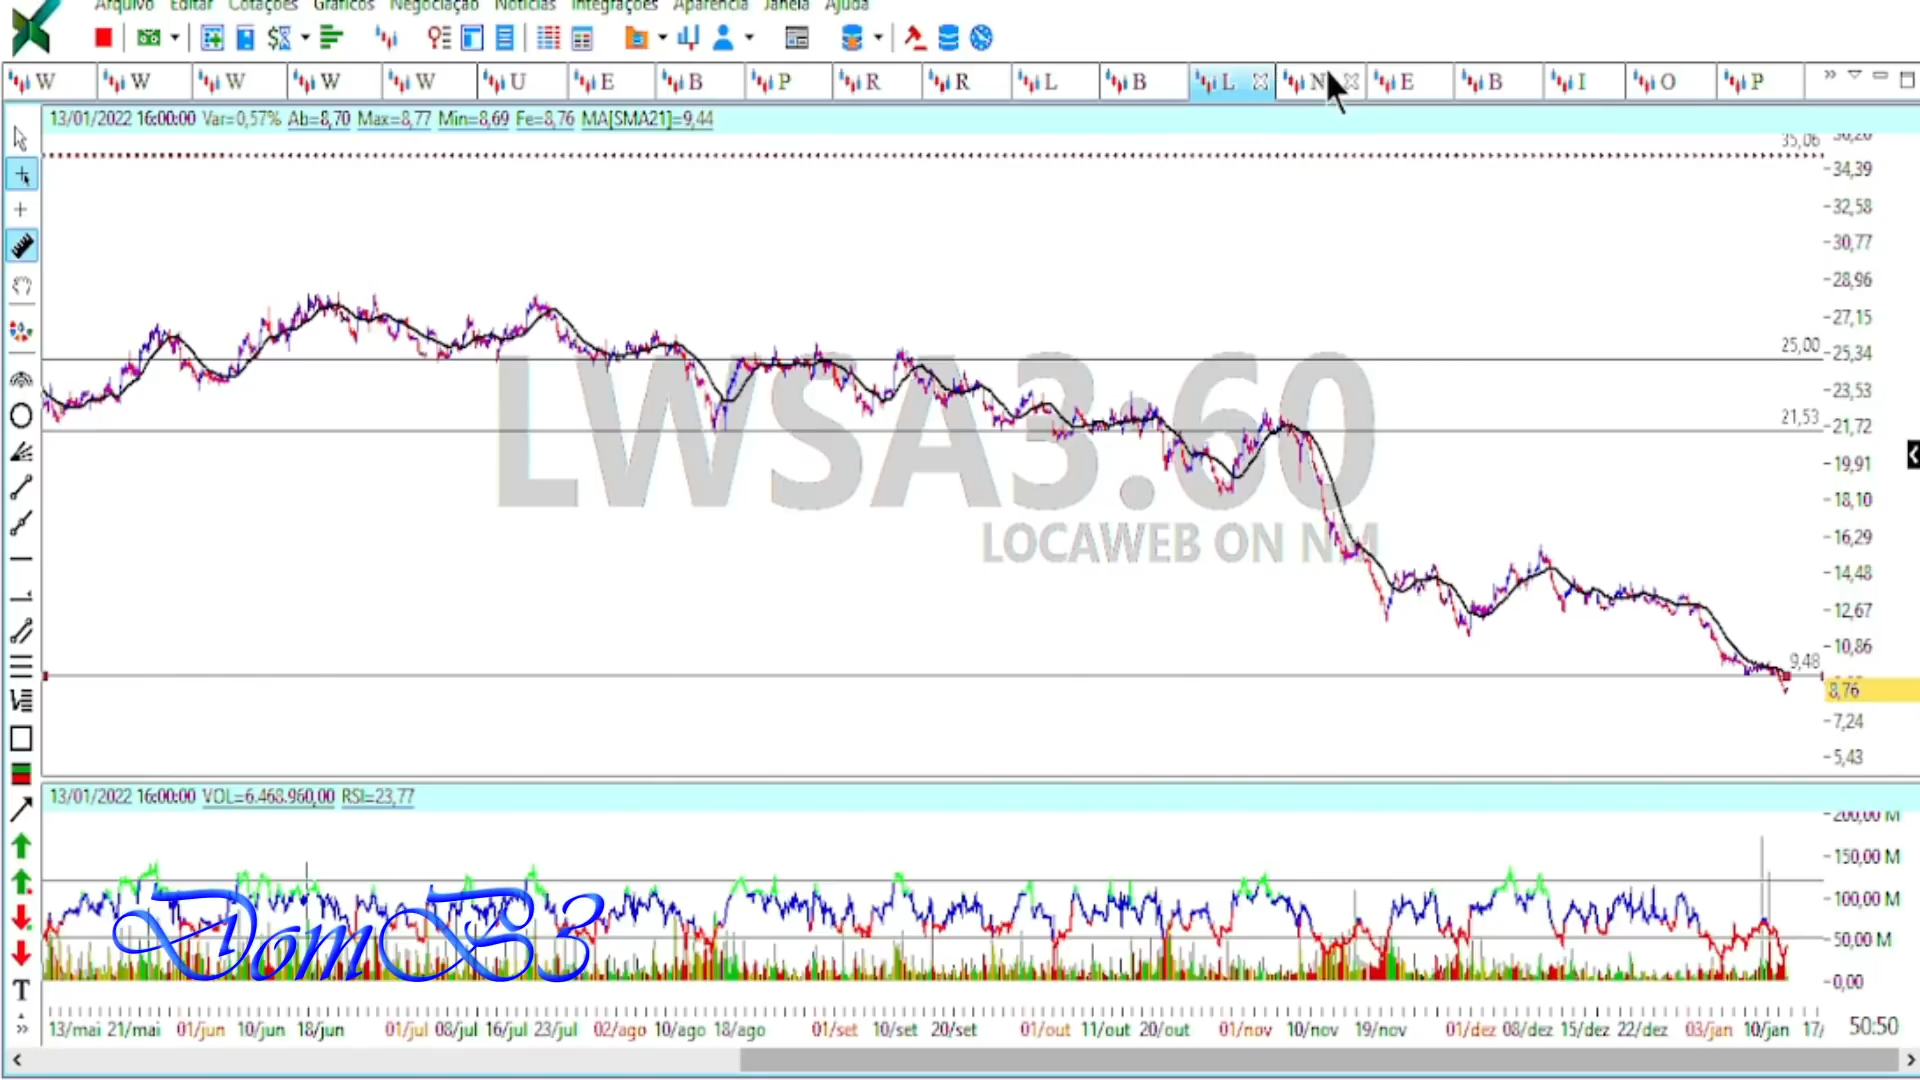 Arquivo Editar Cotações Gráficos Negociação Notícias Integrações Aparência Janela Ajuda
W W W W W U E B P R R L B L N E B I O P
13/01/2022 16:00:00 Var=0,57% Ab=8,70 Max=8,77 Min=8,69 Fe=8,76 MA[SMA21]=9,44
36,20
35,06
34,39
32,58
30,77
28,96
27,15
25,00
25,34
23,53
21,53
21,72
19,91
18,10
16,29
14,48
12,67
10,86
9,48
8,76
7,24
5,43
LWSA3:60
LOCAWEB ON NM
13/01/2022 16:00:00 VOL=6.468.960,00 RSI=23,77
200,00 M
150,00 M
100,00 M
50,00 M
0,00
DomB3
T
13/mai 21/mai 01/jun 10/jun 18/jun 01/jul 08/jul 16/jul 23/jul 02/ago 10/ago 18/ago 01/set 10/set 20/set 01/out 11/out 20/out 01/nov 10/nov 19/nov 01/dez 08/dez 15/dez 22/dez 03/jan 10/jan 17/
50:50